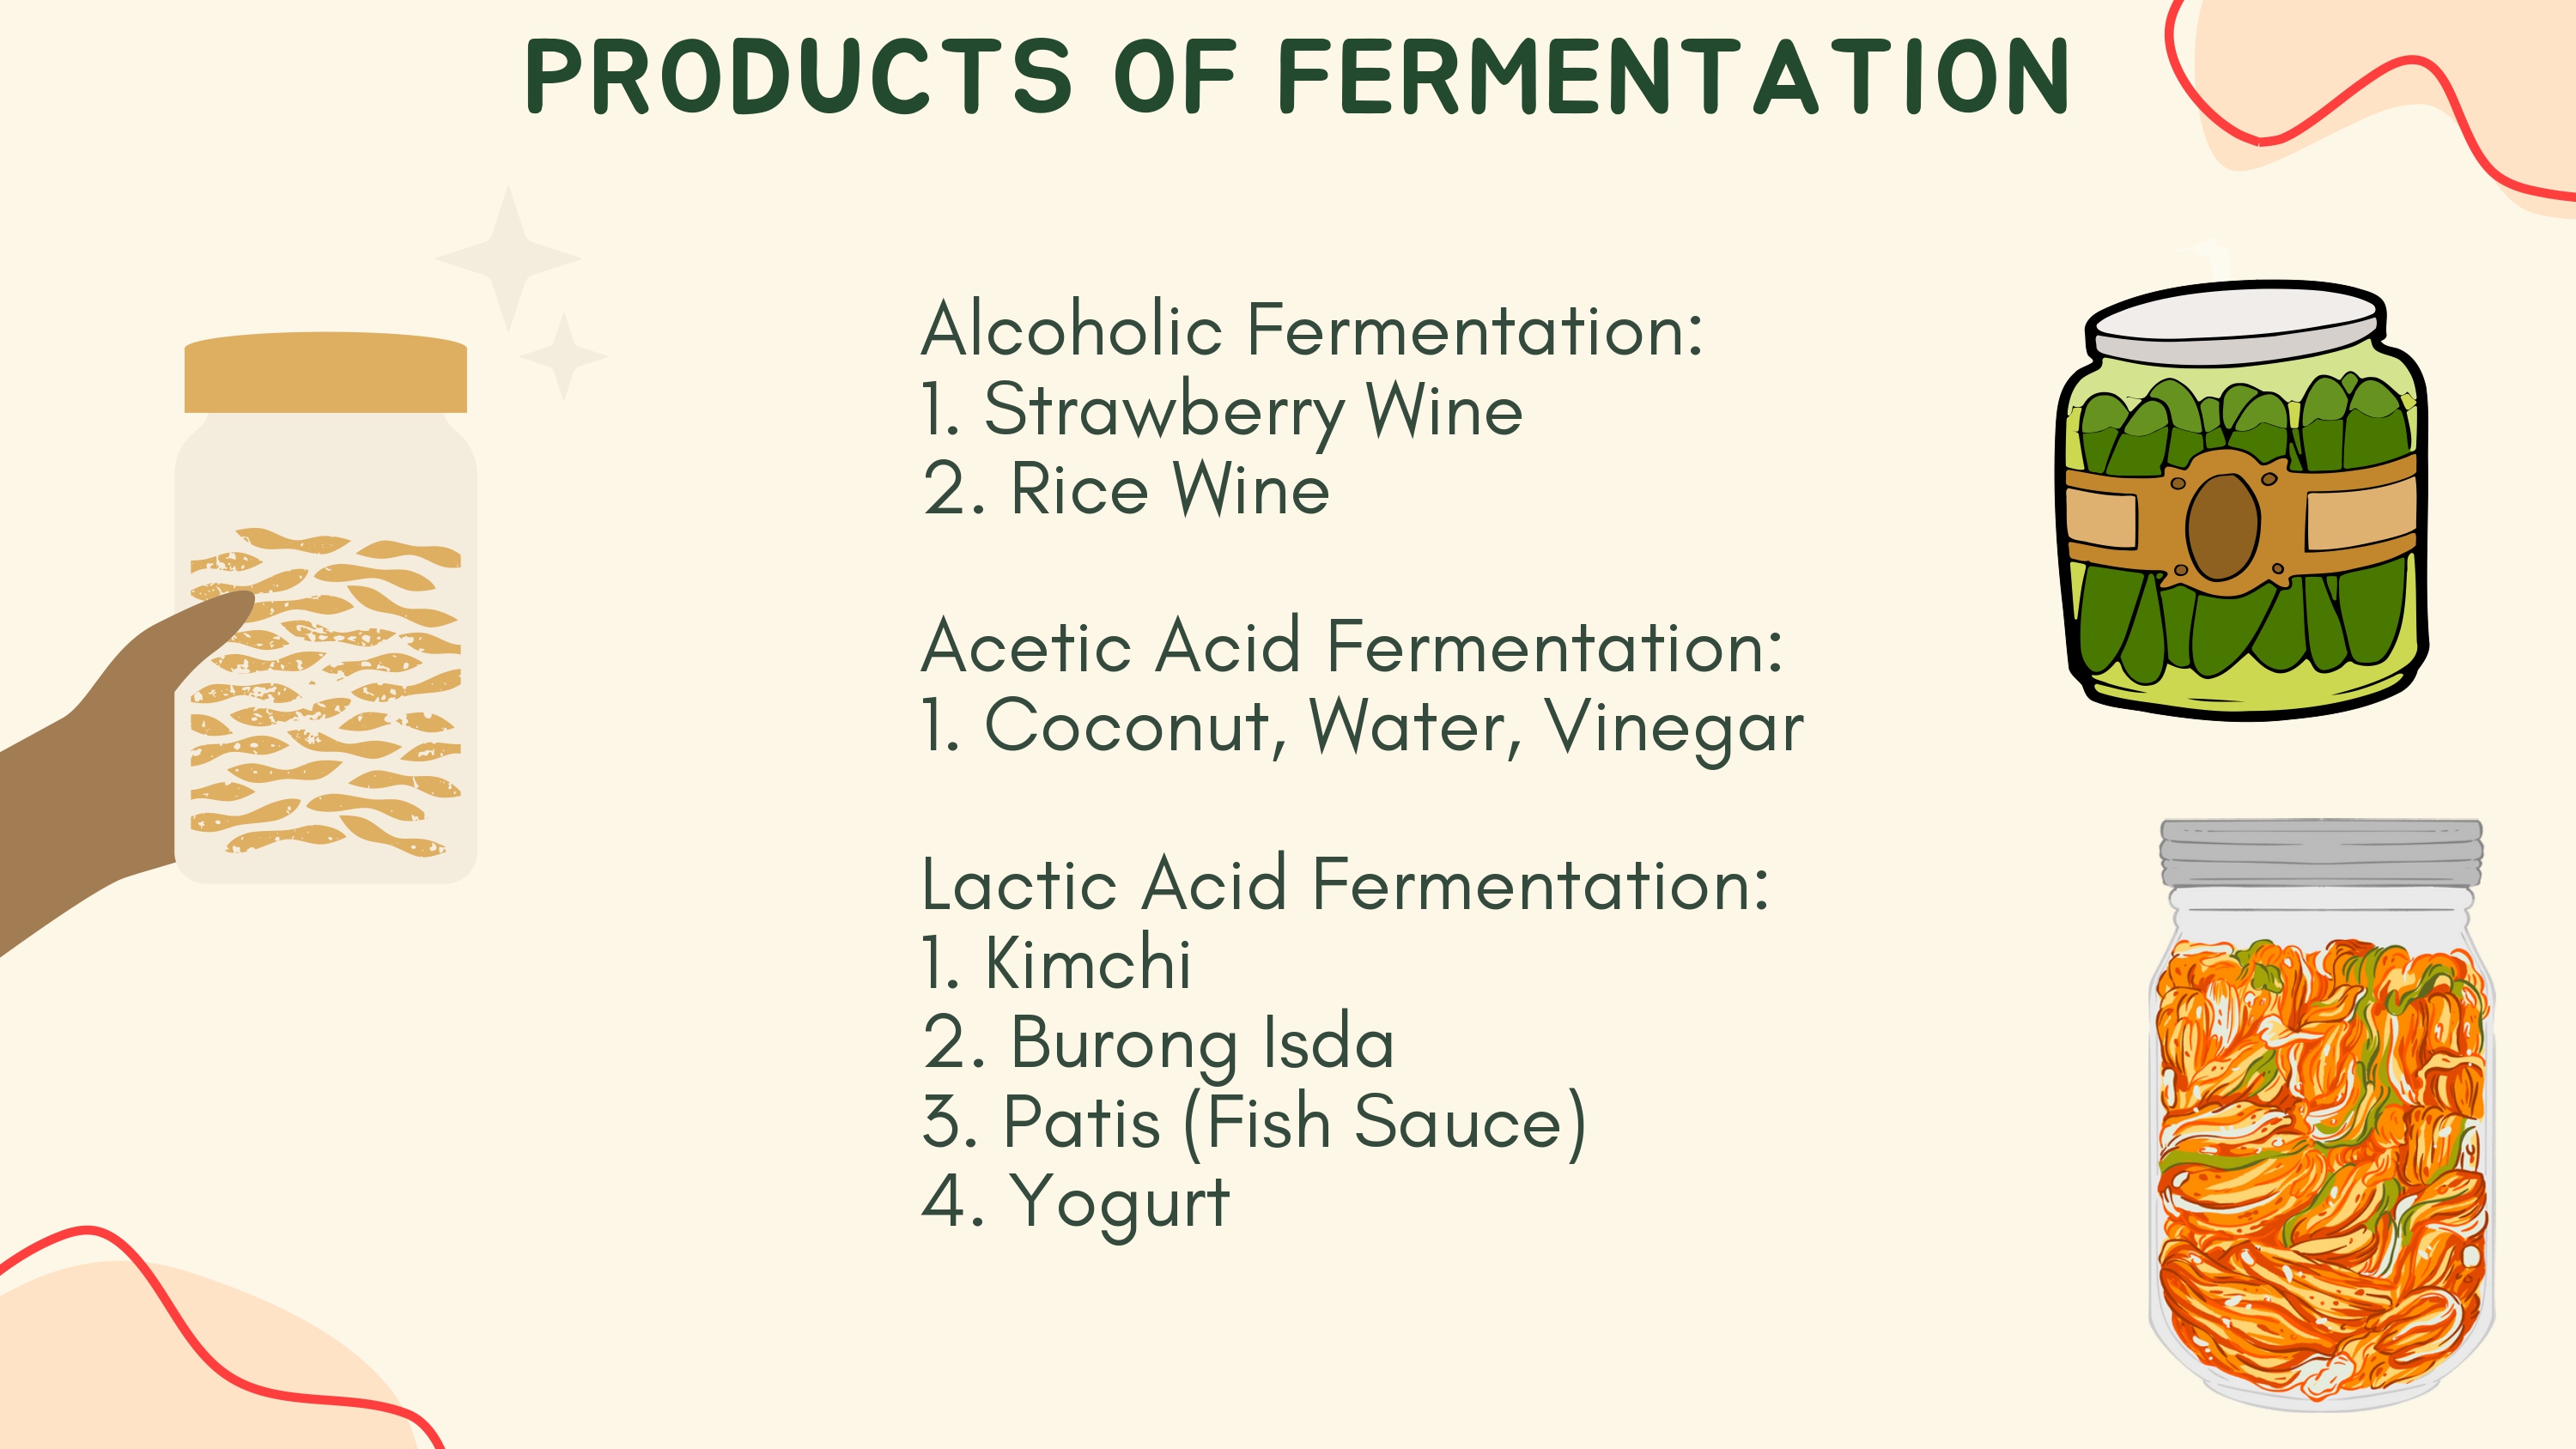 PRODUCTS OF FERMENTATION
Alcoholic Fermentation:
1. Strawberry Wine
2. Rice Wine
Acetic Acid Fermentation:
1. Coconut, Water, Vinegar
Lactic Acid Fermentation:
1. Kimchi
2. Burong Isda
3. Patis (Fish Sauce)
4. Yogurt